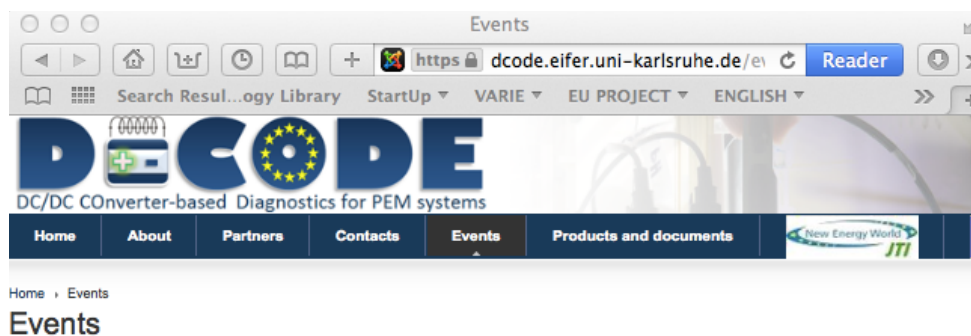 Events
https dcode.eifer.uni-karlsruhe.de/ev Reader
Search Resul...ogy Library StartUp VARIE EU PROJECT ENGLISH
D CODE
DC/DC COnverter-based Diagnostics for PEM systems
Home About Partners Contacts Events Products and documents New Energy World JTI
Home › Events
Events